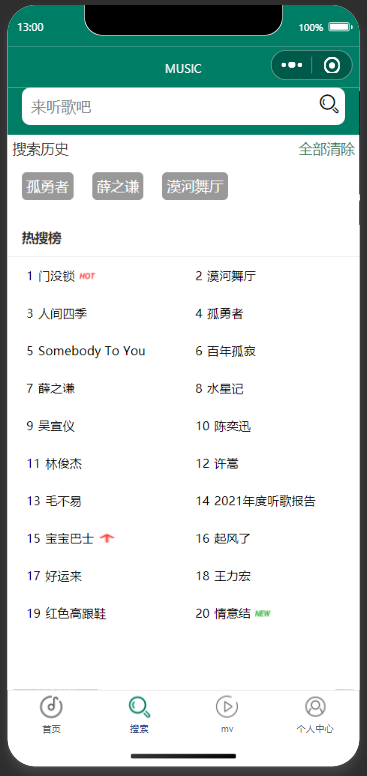 13:00 100%
MUSIC
来听歌吧
搜索历史 全部清除
孤勇者 薛之谦 漠河舞厅
热搜榜
1 门没锁 HOT 2 漠河舞厅
3 人间四季 4 孤勇者
5 Somebody To You 6 百年孤寂
7 薛之谦 8 水星记
9 吴宣仪 10 陈奕迅
11 林俊杰 12 许嵩
13 毛不易 14 2021年度听歌报告
15 宝宝巴士 16 起风了
17 好运来 18 王力宏
19 红色高跟鞋 20 情意结 NEW
首页 搜索 mv 个人中心